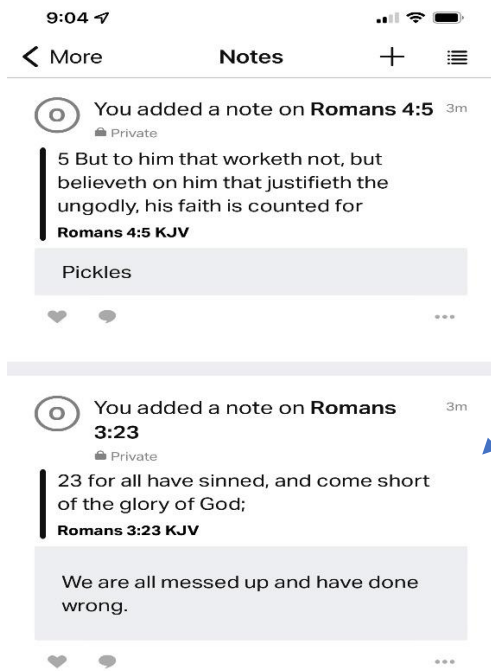 9:04
More Notes
O You added a note on Romans 4:5 3m
Private
5 But to him that worketh not, but
believeth on him that justifieth the
ungodly, his faith is counted for
Romans 4:5 KJV
Pickles
O You added a note on Romans 3m
3:23
Private
23 for all have sinned, and come short
of the glory of God;
Romans 3:23 KJV
We are all messed up and have done
wrong.